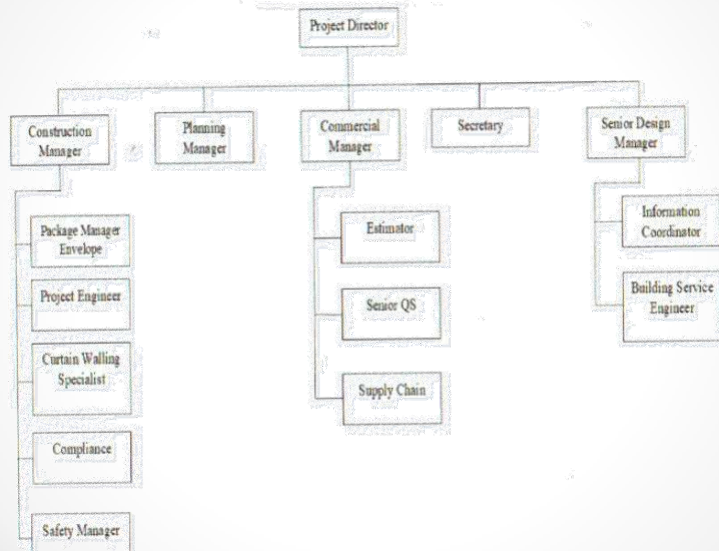 Project Director
Construction
Manager
Planning
Manager
Commercial
Manager
Secretary
Senior Design
Manager
Package Manager
Envelope
Project Engineer
Curtain Walling
Specialist
Compliance
Safety Manager
Estimator
Senior QS
Supply Chain
Information
Coordinator
Building Service
Engineer